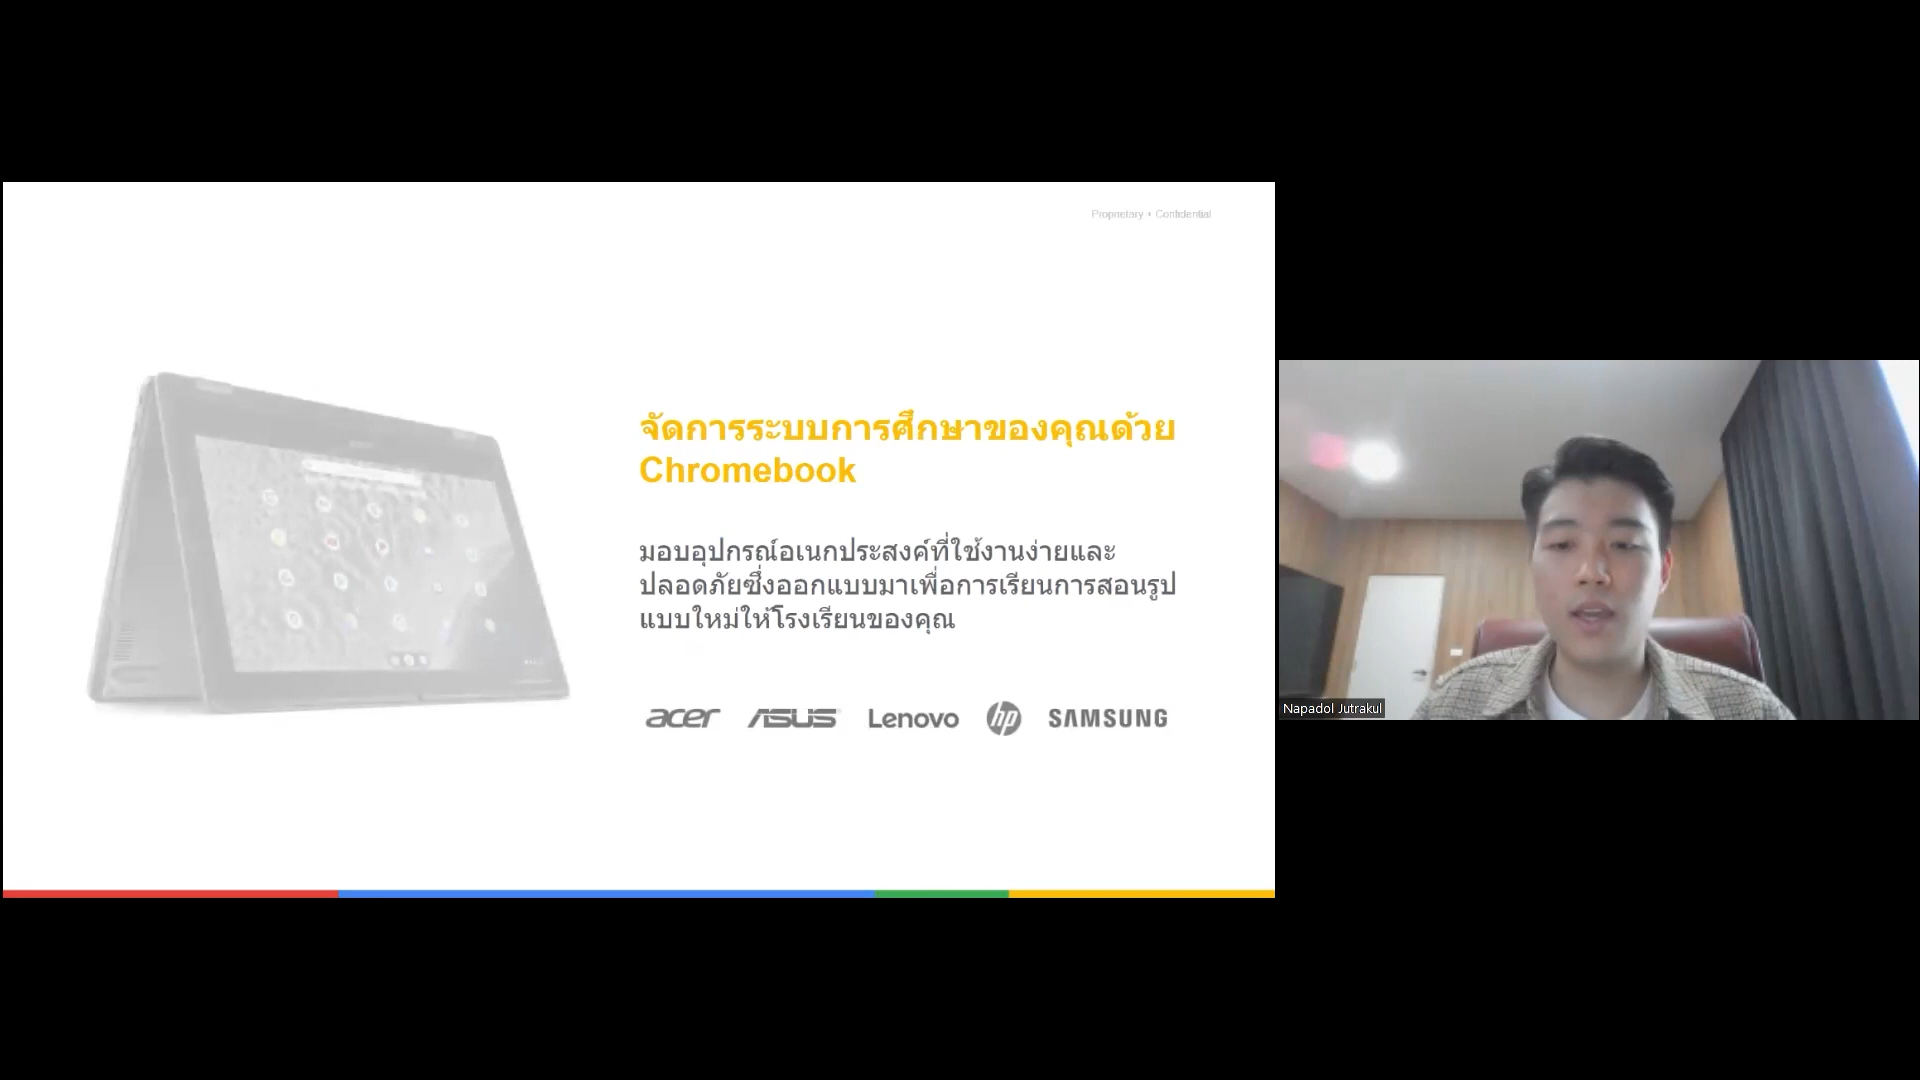 Proprietary • Confidential
จัดการระบบการศึกษาของคุณด้วย
Chromebook
มอบอุปกรณ์อเนกประสงค์ที่ใช้งานง่ายและ
ปลอดภัยซึ่งออกแบบมาเพื่อการเรียนการสอนรูป
แบบใหม่ให้โรงเรียนของคุณ
acer ASUS Lenovo hp SAMSUNG
Napadol Jutrakul